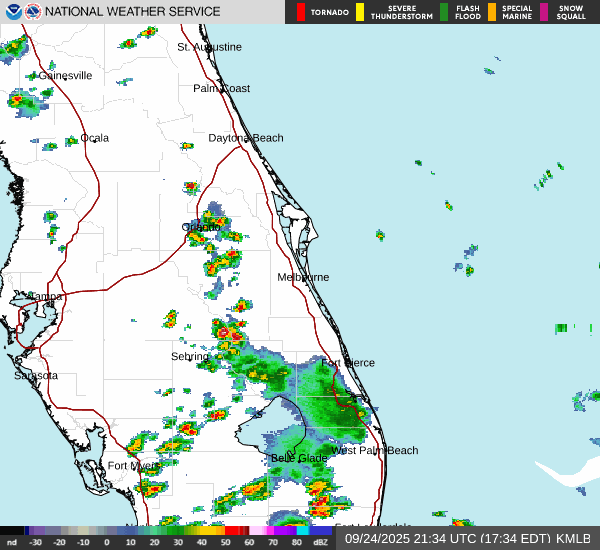 NATIONAL WEATHER SERVICE
TORNADO
SEVERE THUNDERSTORM
FLASH FLOOD
SPECIAL MARINE
SNOW SQUALL
St. Augustine
Gainesville
Palm Coast
Ocala
Daytona Beach
Orlando
Melbourne
Tampa
Sebring
Fort Pierce
Sarasota
West Palm Beach
Belle Glade
Fort Myers
nd -30 -20 -10 0 10 20 30 40 50 60 70 80 dBZ
09/24/2025 21:34 UTC (17:34 EDT) KMLB